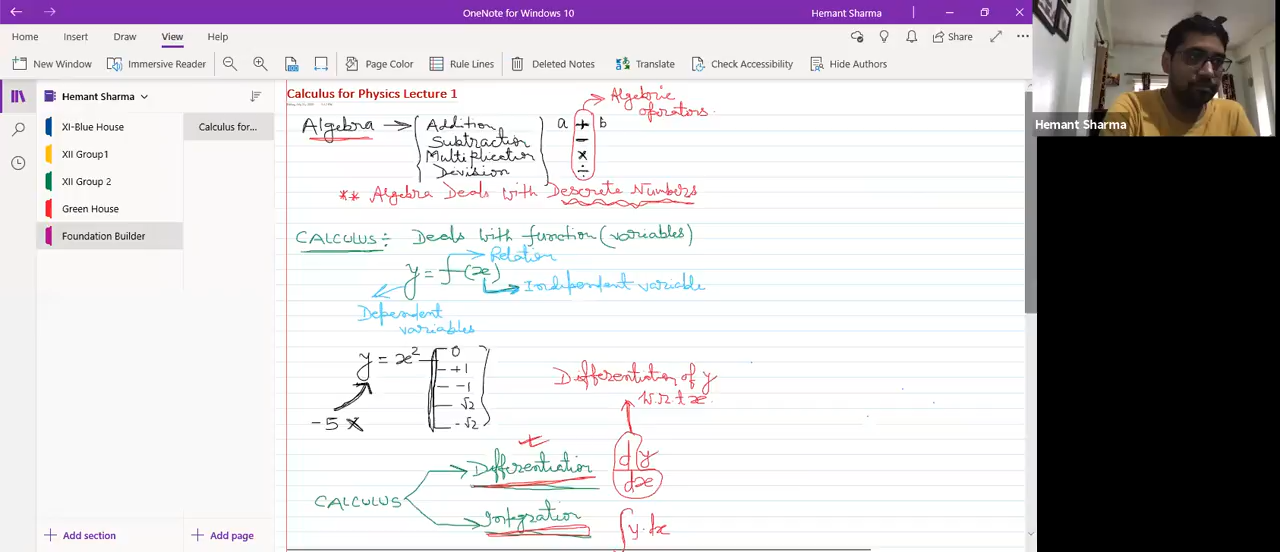 OneNote for Windows 10
Hemant Sharma
Home Insert Draw View Help
Share
New Window Immersive Reader Page Color Rule Lines Deleted Notes Translate Check Accessibility Hide Authors
Hemant Sharma
XI-Blue House
XII Group1
XII Group 2
Green House
Foundation Builder
Add section
Calculus for...
Add page
Calculus for Physics Lecture 1
Algebra → Addition
Subtraction
Multiplication
Division
a + b
-
×
÷
Algebric
operators.
** Algebra Deals with Descrete Numbers
CALCULUS:- Deals with function (variables)
Relation
y = f(x)
Independent variable
Dependent
variables
y = x² 0
+1
-1
√2
-√2
-5 ×
Differentiation of y
w.r.t x.
CALCULUS
Differentiation
dy
dx
Integration
∫y.dx
Hemant Sharma